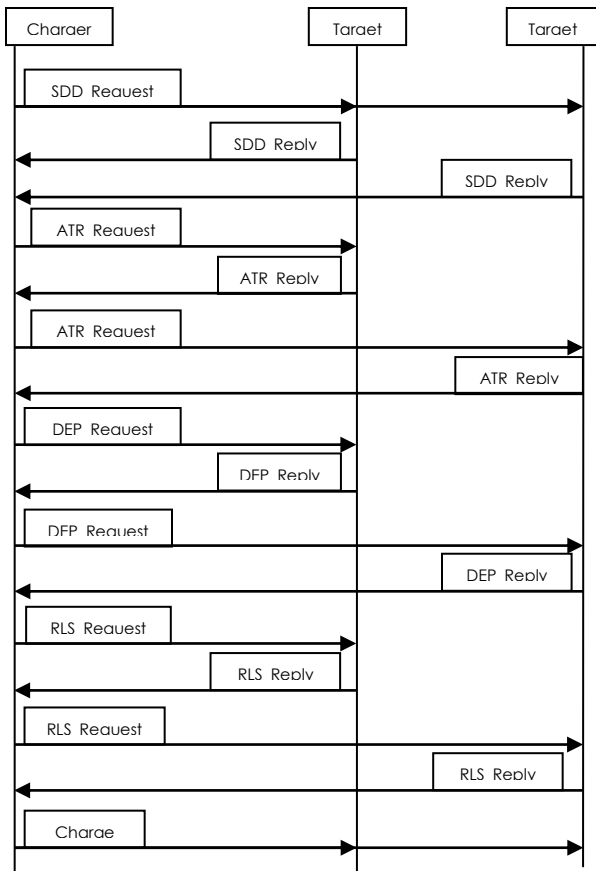 Charger
Target
Target
SDD Request
SDD Reply
SDD Reply
ATR Request
ATR Reply
ATR Request
ATR Reply
DEP Request
DEP Reply
DEP Request
DEP Reply
RLS Request
RLS Reply
RLS Request
RLS Reply
Charge